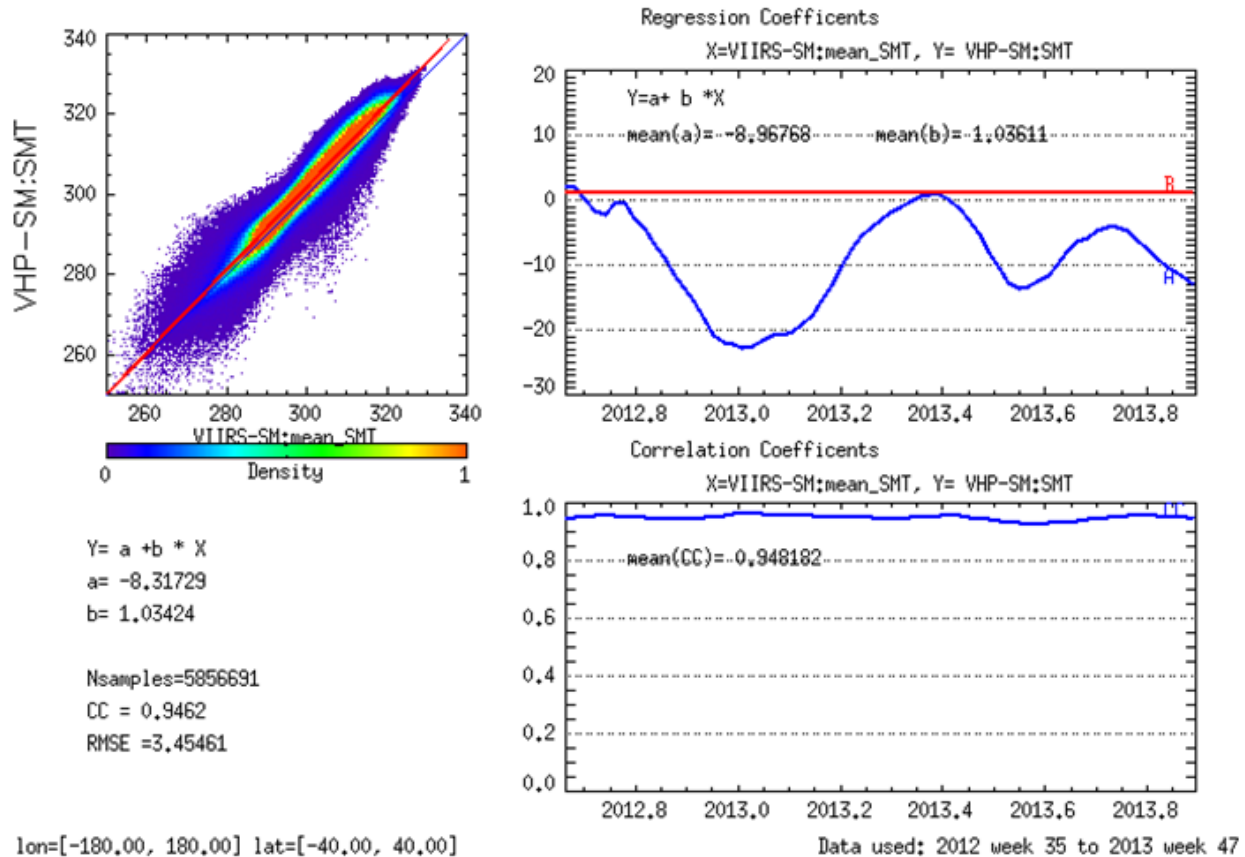 340
320
300
280
260
VHP-SM:SMT
260 280 300 320 340
VIIRS-SM:mean_SMT
0 Density 1
Y= a +b * X
a= -8.31729
b= 1.03424
Nsamples=5856691
CC = 0.9462
RMSE =3.45461
lon=[-180.00, 180.00] lat=[-40.00, 40.00]
Regression Coefficents
X=VIIRS-SM:mean_SMT, Y= VHP-SM:SMT
20
10
0
-10
-20
-30
Y=a+ b *X
mean(a)= -8.96768 mean(b)= 1.03611
B
A
2012.8 2013.0 2013.2 2013.4 2013.6 2013.8
Correlation Coefficents
X=VIIRS-SM:mean_SMT, Y= VHP-SM:SMT
1.0
0.8
0.6
0.4
0.2
0.0
mean(CC)= 0.948182
2012.8 2013.0 2013.2 2013.4 2013.6 2013.8
Data used: 2012 week 35 to 2013 week 47